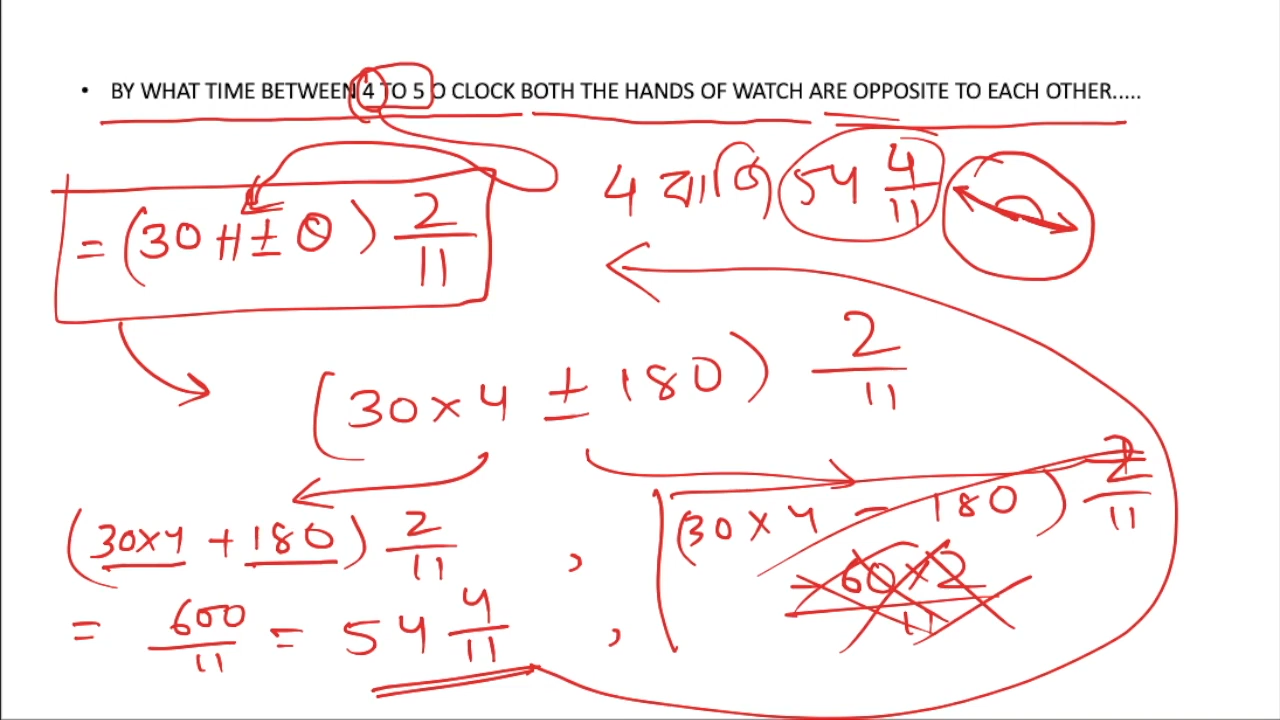 • BY WHAT TIME BETWEEN 4 TO 5 O CLOCK BOTH THE HANDS OF WATCH ARE OPPOSITE TO EACH OTHER.....
4 54 4/11
= (30H ± θ) 2/11
(30 x 4 ± 180) 2/11
(30x4 + 180) 2/11 , (30 x 4 - 180) 2/11
- 60 x 2 / 11
= 600/11 = 54 4/11 ,